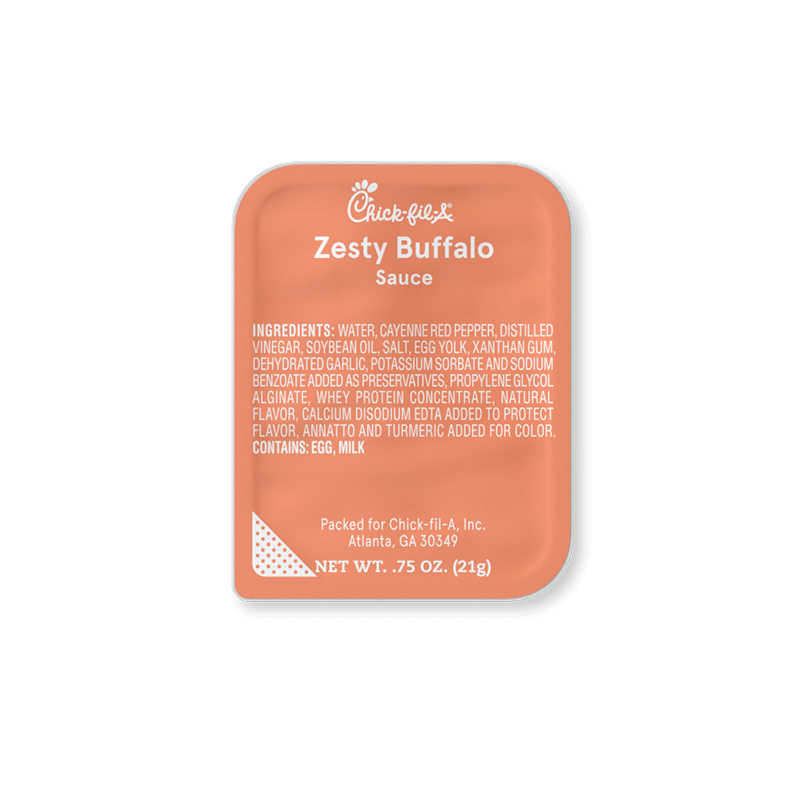 Chick-fil-A®
Zesty Buffalo
Sauce
INGREDIENTS: WATER, CAYENNE RED PEPPER, DISTILLED
VINEGAR, SOYBEAN OIL, SALT, EGG YOLK, XANTHAN GUM,
DEHYDRATED GARLIC, POTASSIUM SORBATE AND SODIUM
BENZOATE ADDED AS PRESERVATIVES, PROPYLENE GLYCOL
ALGINATE, WHEY PROTEIN CONCENTRATE, NATURAL
FLAVOR, CALCIUM DISODIUM EDTA ADDED TO PROTECT
FLAVOR, ANNATTO AND TURMERIC ADDED FOR COLOR.
CONTAINS: EGG, MILK
Packed for Chick-fil-A, Inc.
Atlanta, GA 30349
NET WT. .75 OZ. (21g)